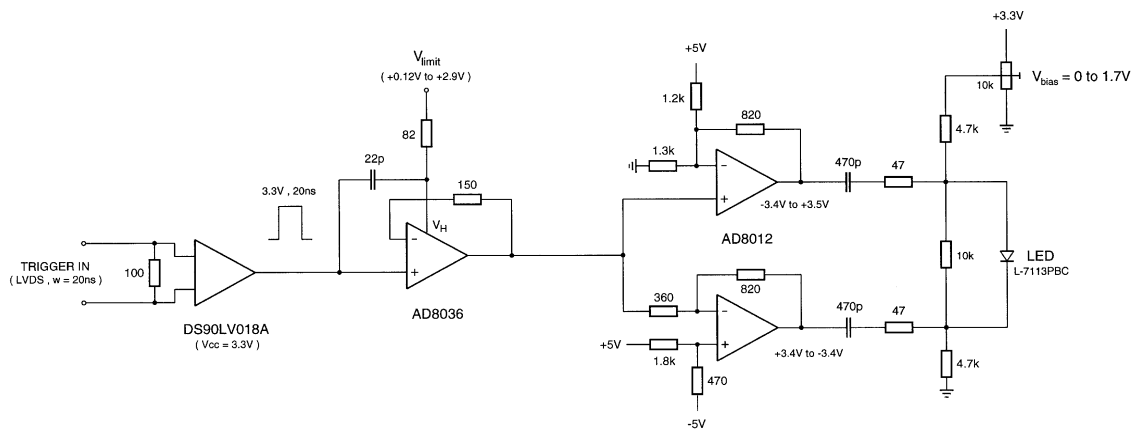 +3.3V
V_limit
( +0.12V to +2.9V )
+5V
10k
V_bias = 0 to 1.7V
1.2k
820
82
4.7k
22p
1.3k
470p
47
3.3V , 20ns
150
−
+
-3.4V to +3.5V
V_H
−
+
AD8012
TRIGGER IN
( LVDS , w = 20ns )
100
10k
LED
L-7113PBC
AD8036
360
820
470p
47
DS90LV018A
( Vcc = 3.3V )
+5V
1.8k
−
+
+3.4V to -3.4V
4.7k
470
-5V